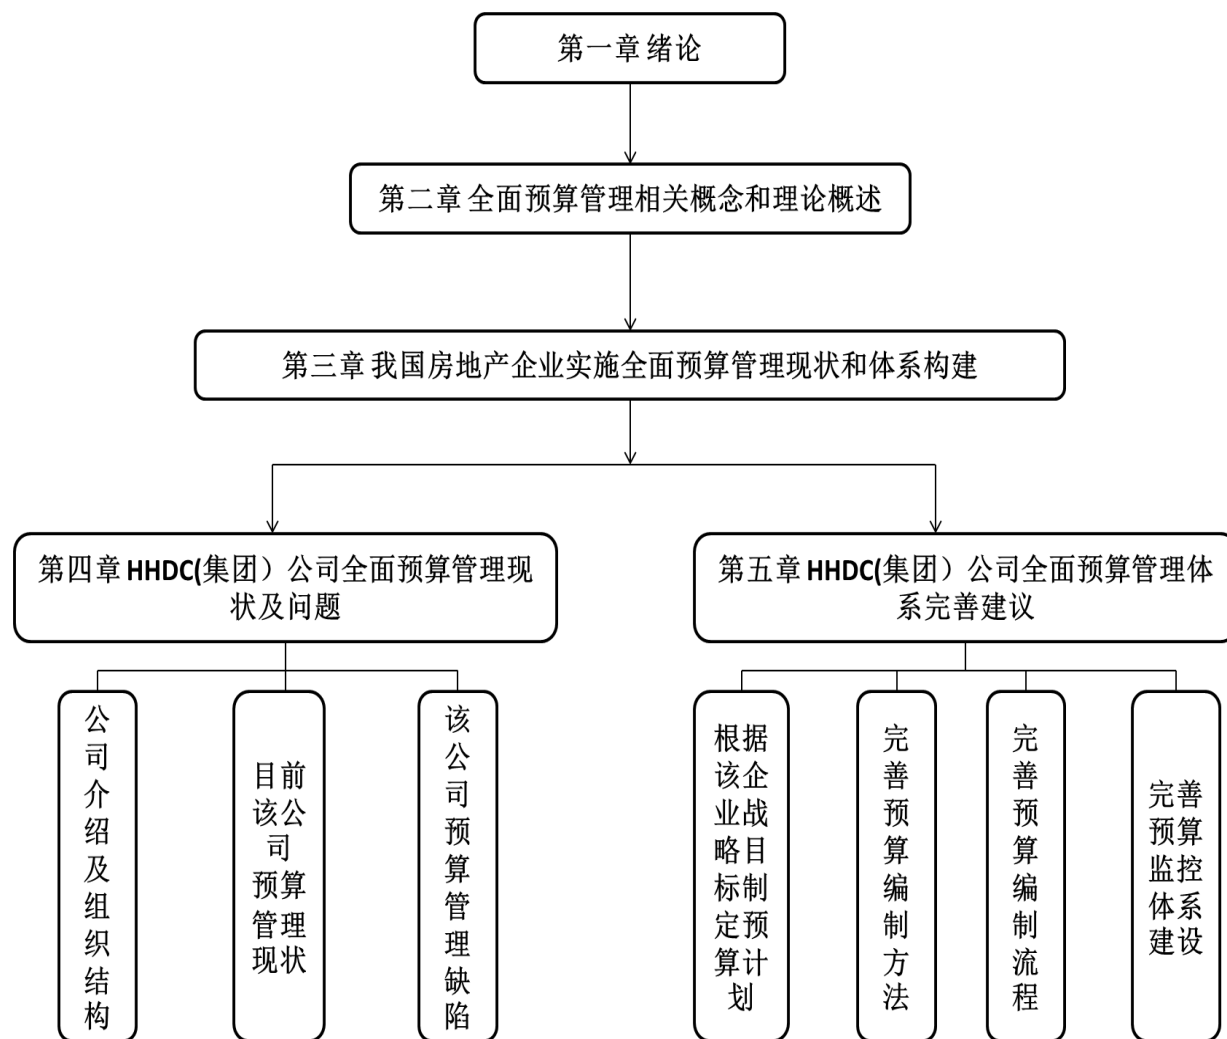 第一章 绪论
第二章 全面预算管理相关概念和理论概述
第三章 我国房地产企业实施全面预算管理现状和体系构建
第四章 HHDC(集团）公司全面预算管理现
状及问题
第五章 HHDC(集团）公司全面预算管理体
系完善建议
公
司
介
绍
及
组
织
结
构
目前
该公
司
预算
管理
现状
该
公
司
预
算
管
理
缺
陷
根据
该企
业战
略目
标制
定预
算计
划
完
善
预
算
编
制
方
法
完
善
预
算
编
制
流
程
完善
预算
监控
体系
建设